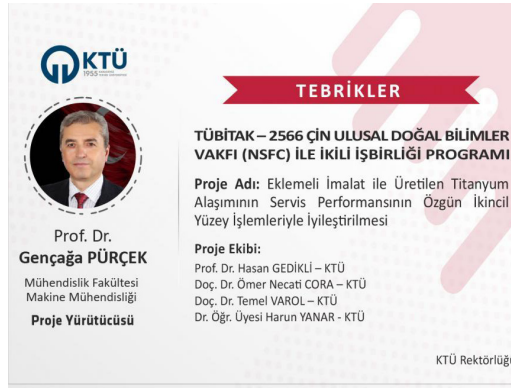 KTÜ
1955
TEBRİKLER
TÜBİTAK – 2566 ÇİN ULUSAL DOĞAL BİLİMLER
VAKFI (NSFC) İLE İKİLİ İŞBİRLİĞİ PROGRAMI
Proje Adı: Eklemeli İmalat ile Üretilen Titanyum
Alaşımının Servis Performansının Özgün İkincil
Yüzey İşlemleriyle İyileştirilmesi
Prof. Dr.
Gençağa PÜRÇEK
Mühendislik Fakültesi
Makine Mühendisliği
Proje Yürütücüsü
Proje Ekibi:
Prof. Dr. Hasan GEDİKLİ – KTÜ
Doç. Dr. Ömer Necati CORA – KTÜ
Doç. Dr. Temel VAROL – KTÜ
Dr. Öğr. Üyesi Harun YANAR - KTÜ
KTÜ Rektörlüğü